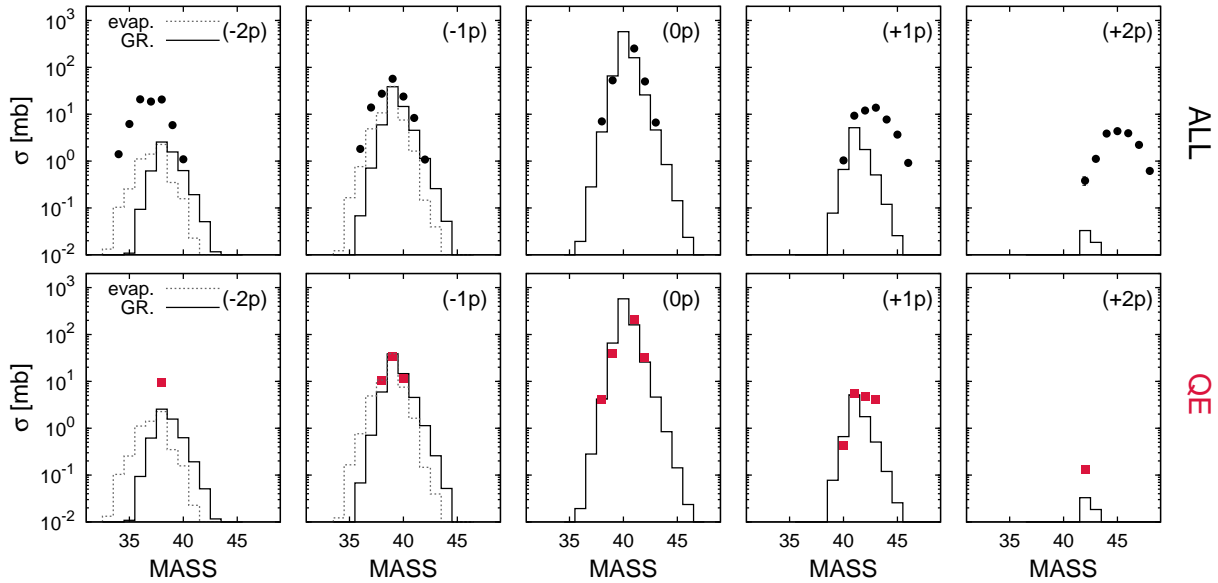 evap.
GR.
(-2p)
(-1p)
(0p)
(+1p)
(+2p)
10³
10²
10¹
10⁰
10⁻¹
10⁻²
σ [mb]
ALL
evap.
GR.
(-2p)
(-1p)
(0p)
(+1p)
(+2p)
10³
10²
10¹
10⁰
10⁻¹
10⁻²
σ [mb]
QE
35 40 45 35 40 45 35 40 45 35 40 45 35 40 45
MASS MASS MASS MASS MASS